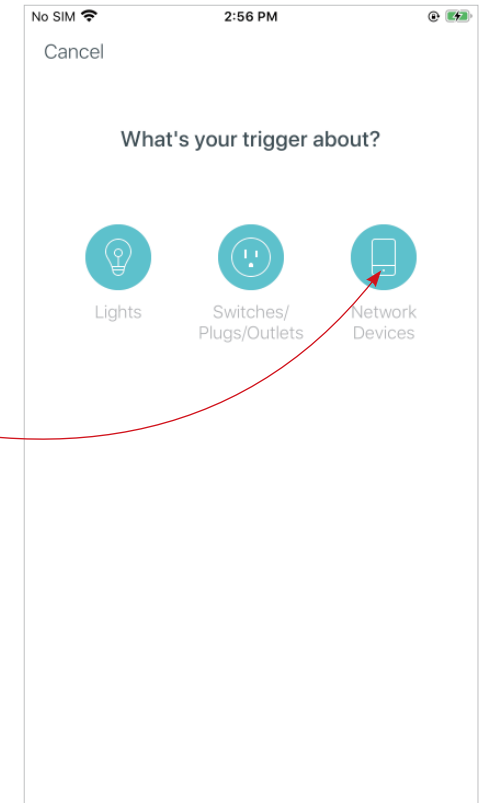 No SIM 2:56 PM
Cancel
What's your trigger about?
Lights
Switches/
Plugs/Outlets
Network
Devices